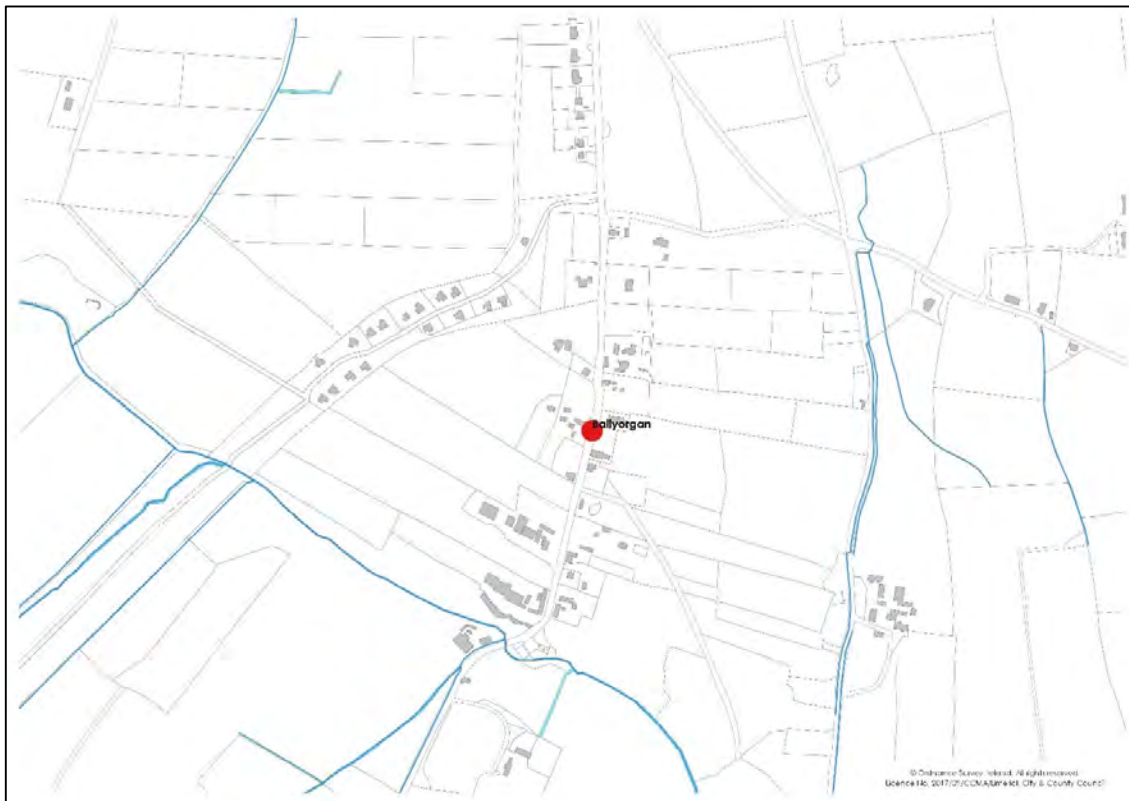 Ballyorgan
© Ordnance Survey Ireland. All rights reserved.
Licence No. 2017/21/CCMA/Limerick City & County Council